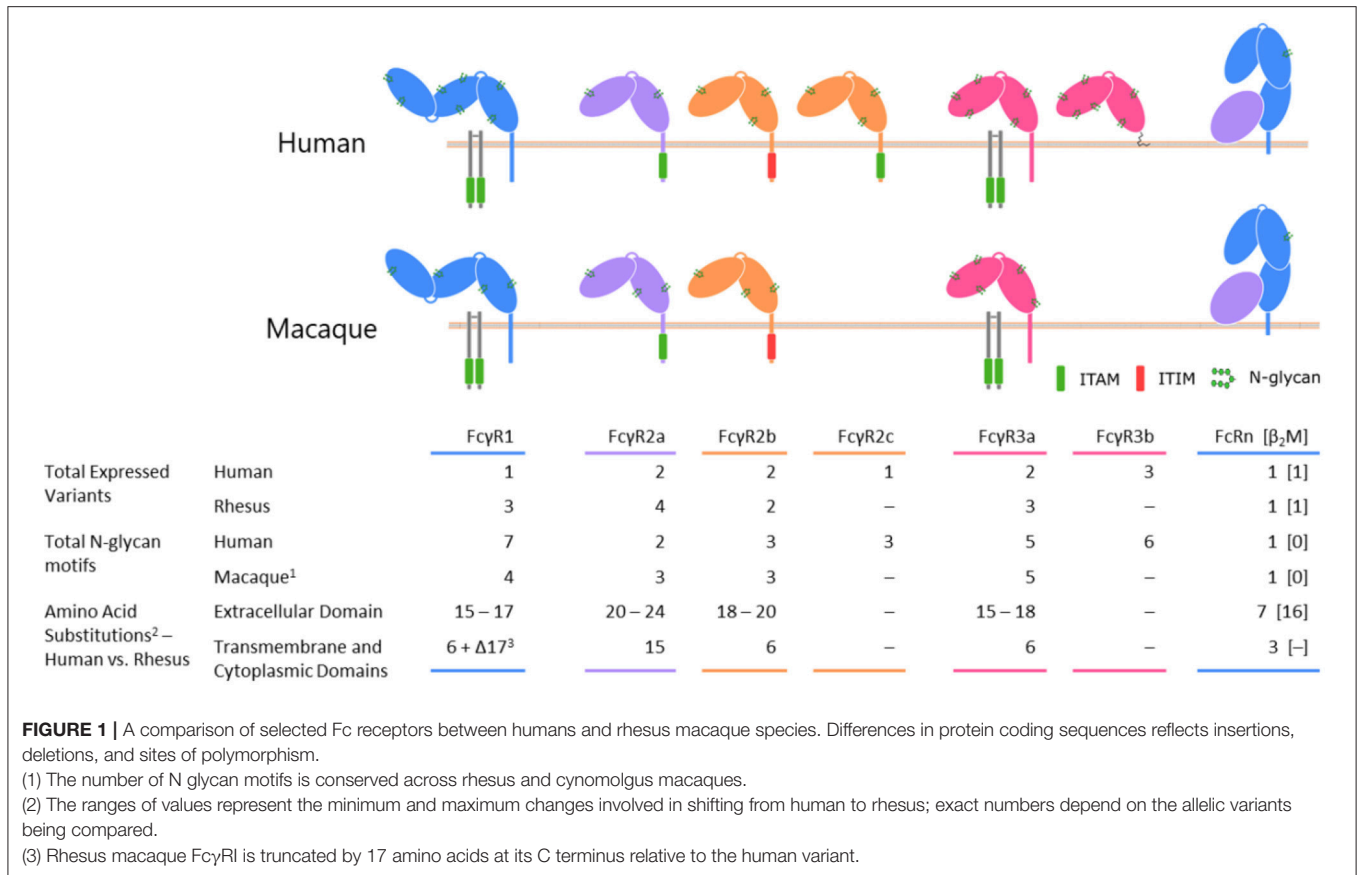 Human
Macaque
ITAM ITIM N-glycan
FcγR1 FcγR2a FcγR2b FcγR2c FcγR3a FcγR3b FcRn [β₂M]
Total Expressed Variants Human 1 2 2 1 2 3 1 [1]
Rhesus 3 4 2 – 3 – 1 [1]
Total N-glycan motifs Human 7 2 3 3 5 6 1 [0]
Macaque¹ 4 3 3 – 5 – 1 [0]
Amino Acid Substitutions² – Human vs. Rhesus Extracellular Domain 15 – 17 20 – 24 18 – 20 – 15 – 18 – 7 [16]
Transmembrane and Cytoplasmic Domains 6 + Δ17³ 15 6 – 6 – 3 [–]
FIGURE 1 | A comparison of selected Fc receptors between humans and rhesus macaque species. Differences in protein coding sequences reflects insertions,
deletions, and sites of polymorphism.
(1) The number of N glycan motifs is conserved across rhesus and cynomolgus macaques.
(2) The ranges of values represent the minimum and maximum changes involved in shifting from human to rhesus; exact numbers depend on the allelic variants
being compared.
(3) Rhesus macaque FcγRI is truncated by 17 amino acids at its C terminus relative to the human variant.